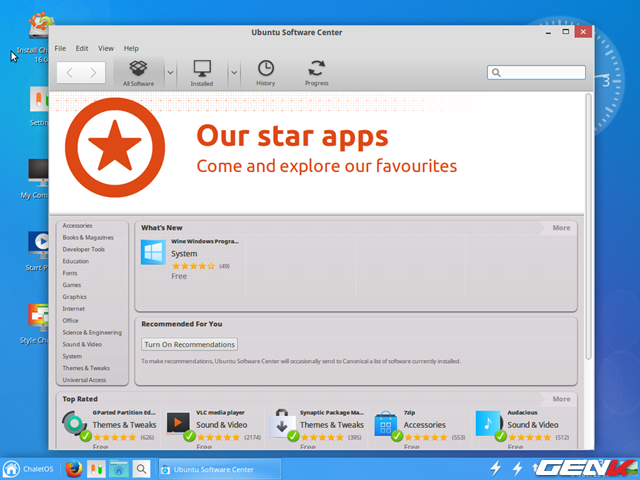 Install Ch
16.0
Settin
My Com
Start P
Style Cha
Ubuntu Software Center
File Edit View Help
All Software Installed History Progress
3
Our star apps
Come and explore our favourites
Accessories
Books & Magazines
Developer Tools
Education
Fonts
Games
Graphics
Internet
Office
Science & Engineering
Sound & Video
System
Themes & Tweaks
Universal Access
What's New More
Wine Windows Progra...
System
(49)
Free
Recommended For You
Turn On Recommendations
To make recommendations, Ubuntu Software Center will occasionally send to Canonical a list of software currently installed.
Top Rated More
GParted Partition Ed... VLC media player Synaptic Package Ma... 7zip Audacious
Themes & Tweaks Sound & Video Themes & Tweaks Accessories Sound & Video
(626) (2174) (395) (553) (512)
Free Free Free Free Free
ChaletOS Ubuntu Software Center
GENK